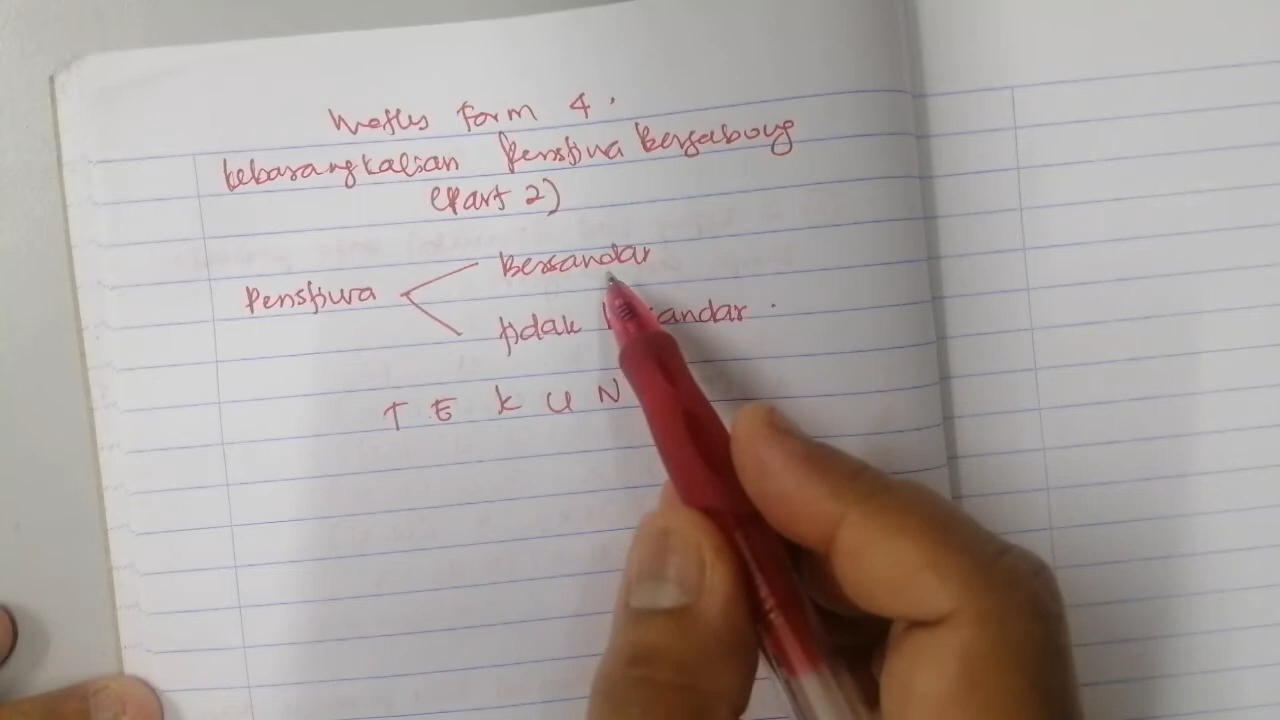 Maths Form 4.
kebarangkalian Peristiwa Bergabung
(Part 2)
Peristiwa
Bersandar
tidak
T E K U N